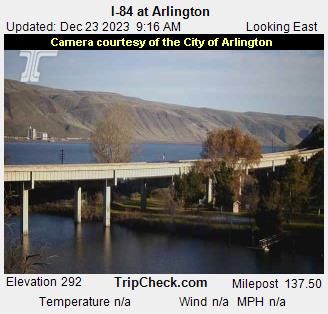 I-84 at Arlington
Updated: Dec 23 2023 9:16 AM Looking East
Camera courtesy of the City of Arlington
Elevation 292 TripCheck.com Milepost 137.50
Temperature n/a Wind n/a MPH n/a